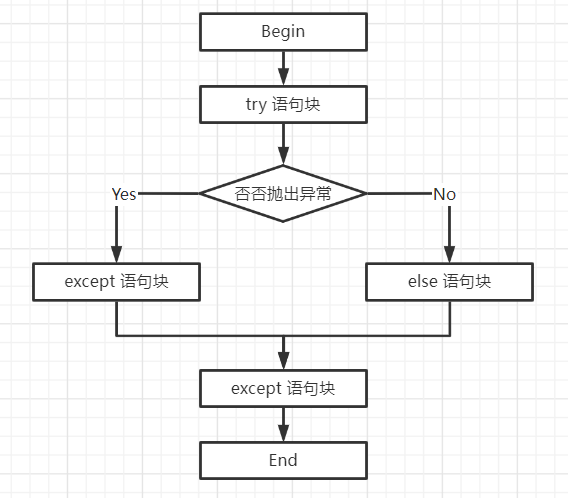 Begin
try 语句块
否否抛出异常
Yes
No
except 语句块
else 语句块
except 语句块
End